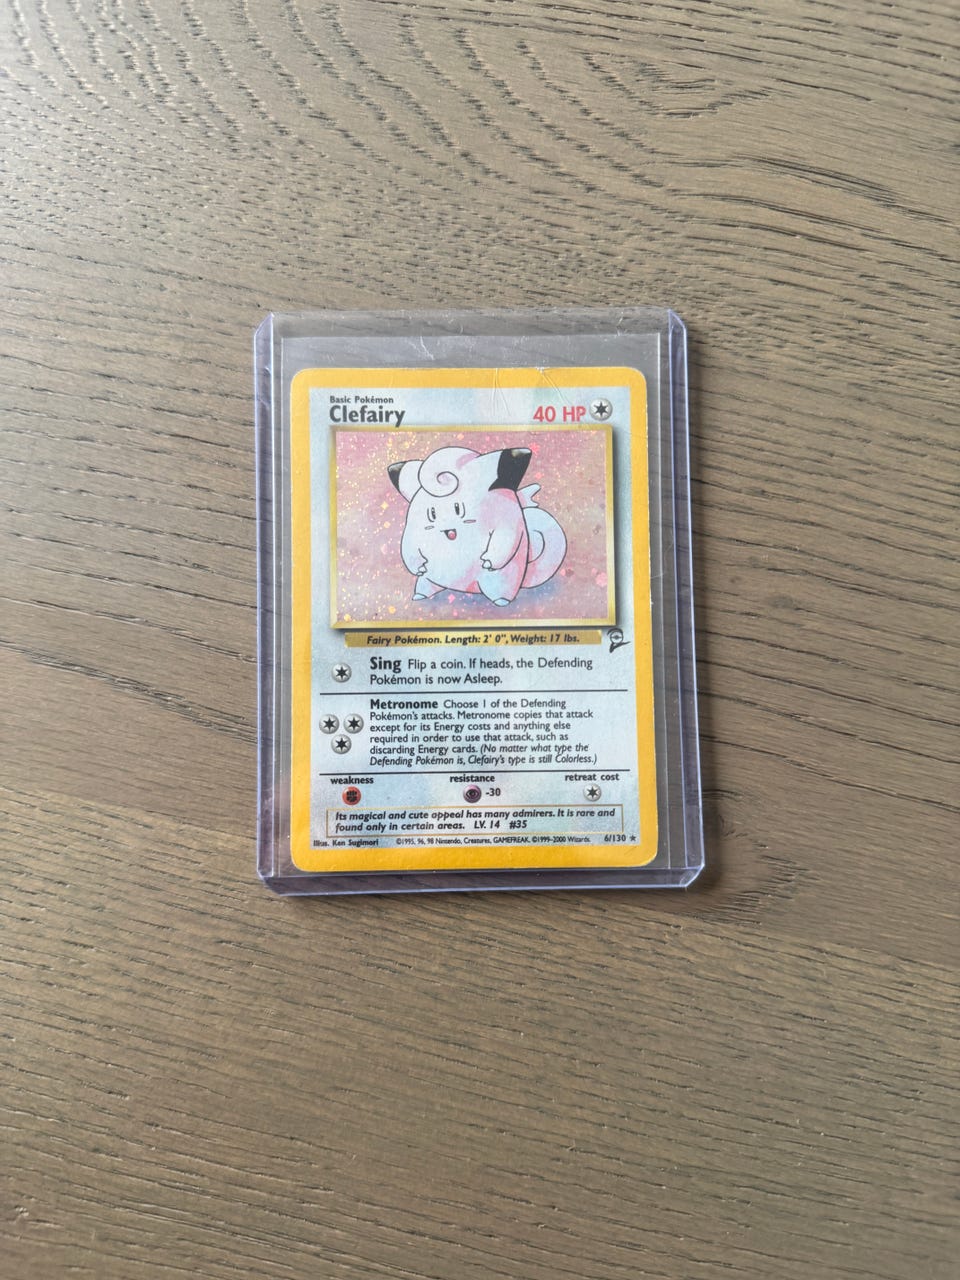 Basic Pokémon
Clefairy 40 HP
Fairy Pokémon. Length: 2' 0", Weight: 17 lbs.
Sing Flip a coin. If heads, the Defending
Pokémon is now Asleep.
Metronome Choose 1 of the Defending
Pokémon's attacks. Metronome copies that attack
except for its Energy costs and anything else
required in order to use that attack, such as
discarding Energy cards. (No matter what type the
Defending Pokémon is, Clefairy's type is still Colorless.)
weakness resistance retreat cost
-30
Its magical and cute appeal has many admirers. It is rare and
found only in certain areas. LV. 14 #35
Illus. Ken Sugimori ©1995, 96, 98 Nintendo, Creatures, GAMEFREAK. ©1999-2000 Wizards. 6/130 ★